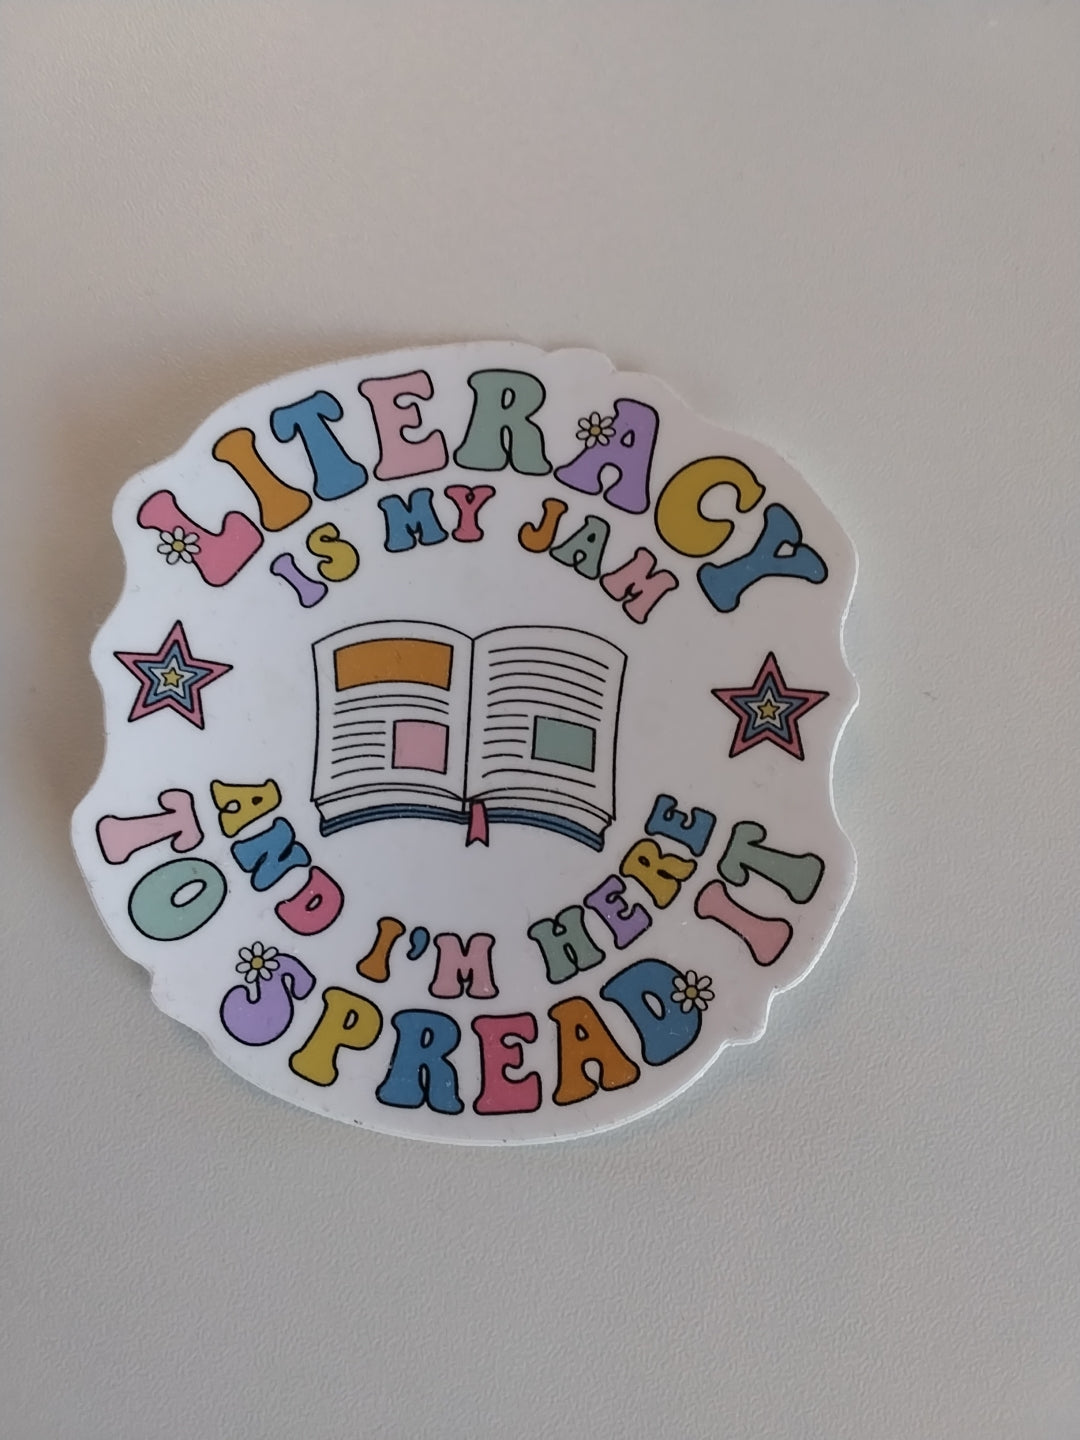 LITERACY
IS MY JAM
AND I'M HERE
TO SPREAD IT